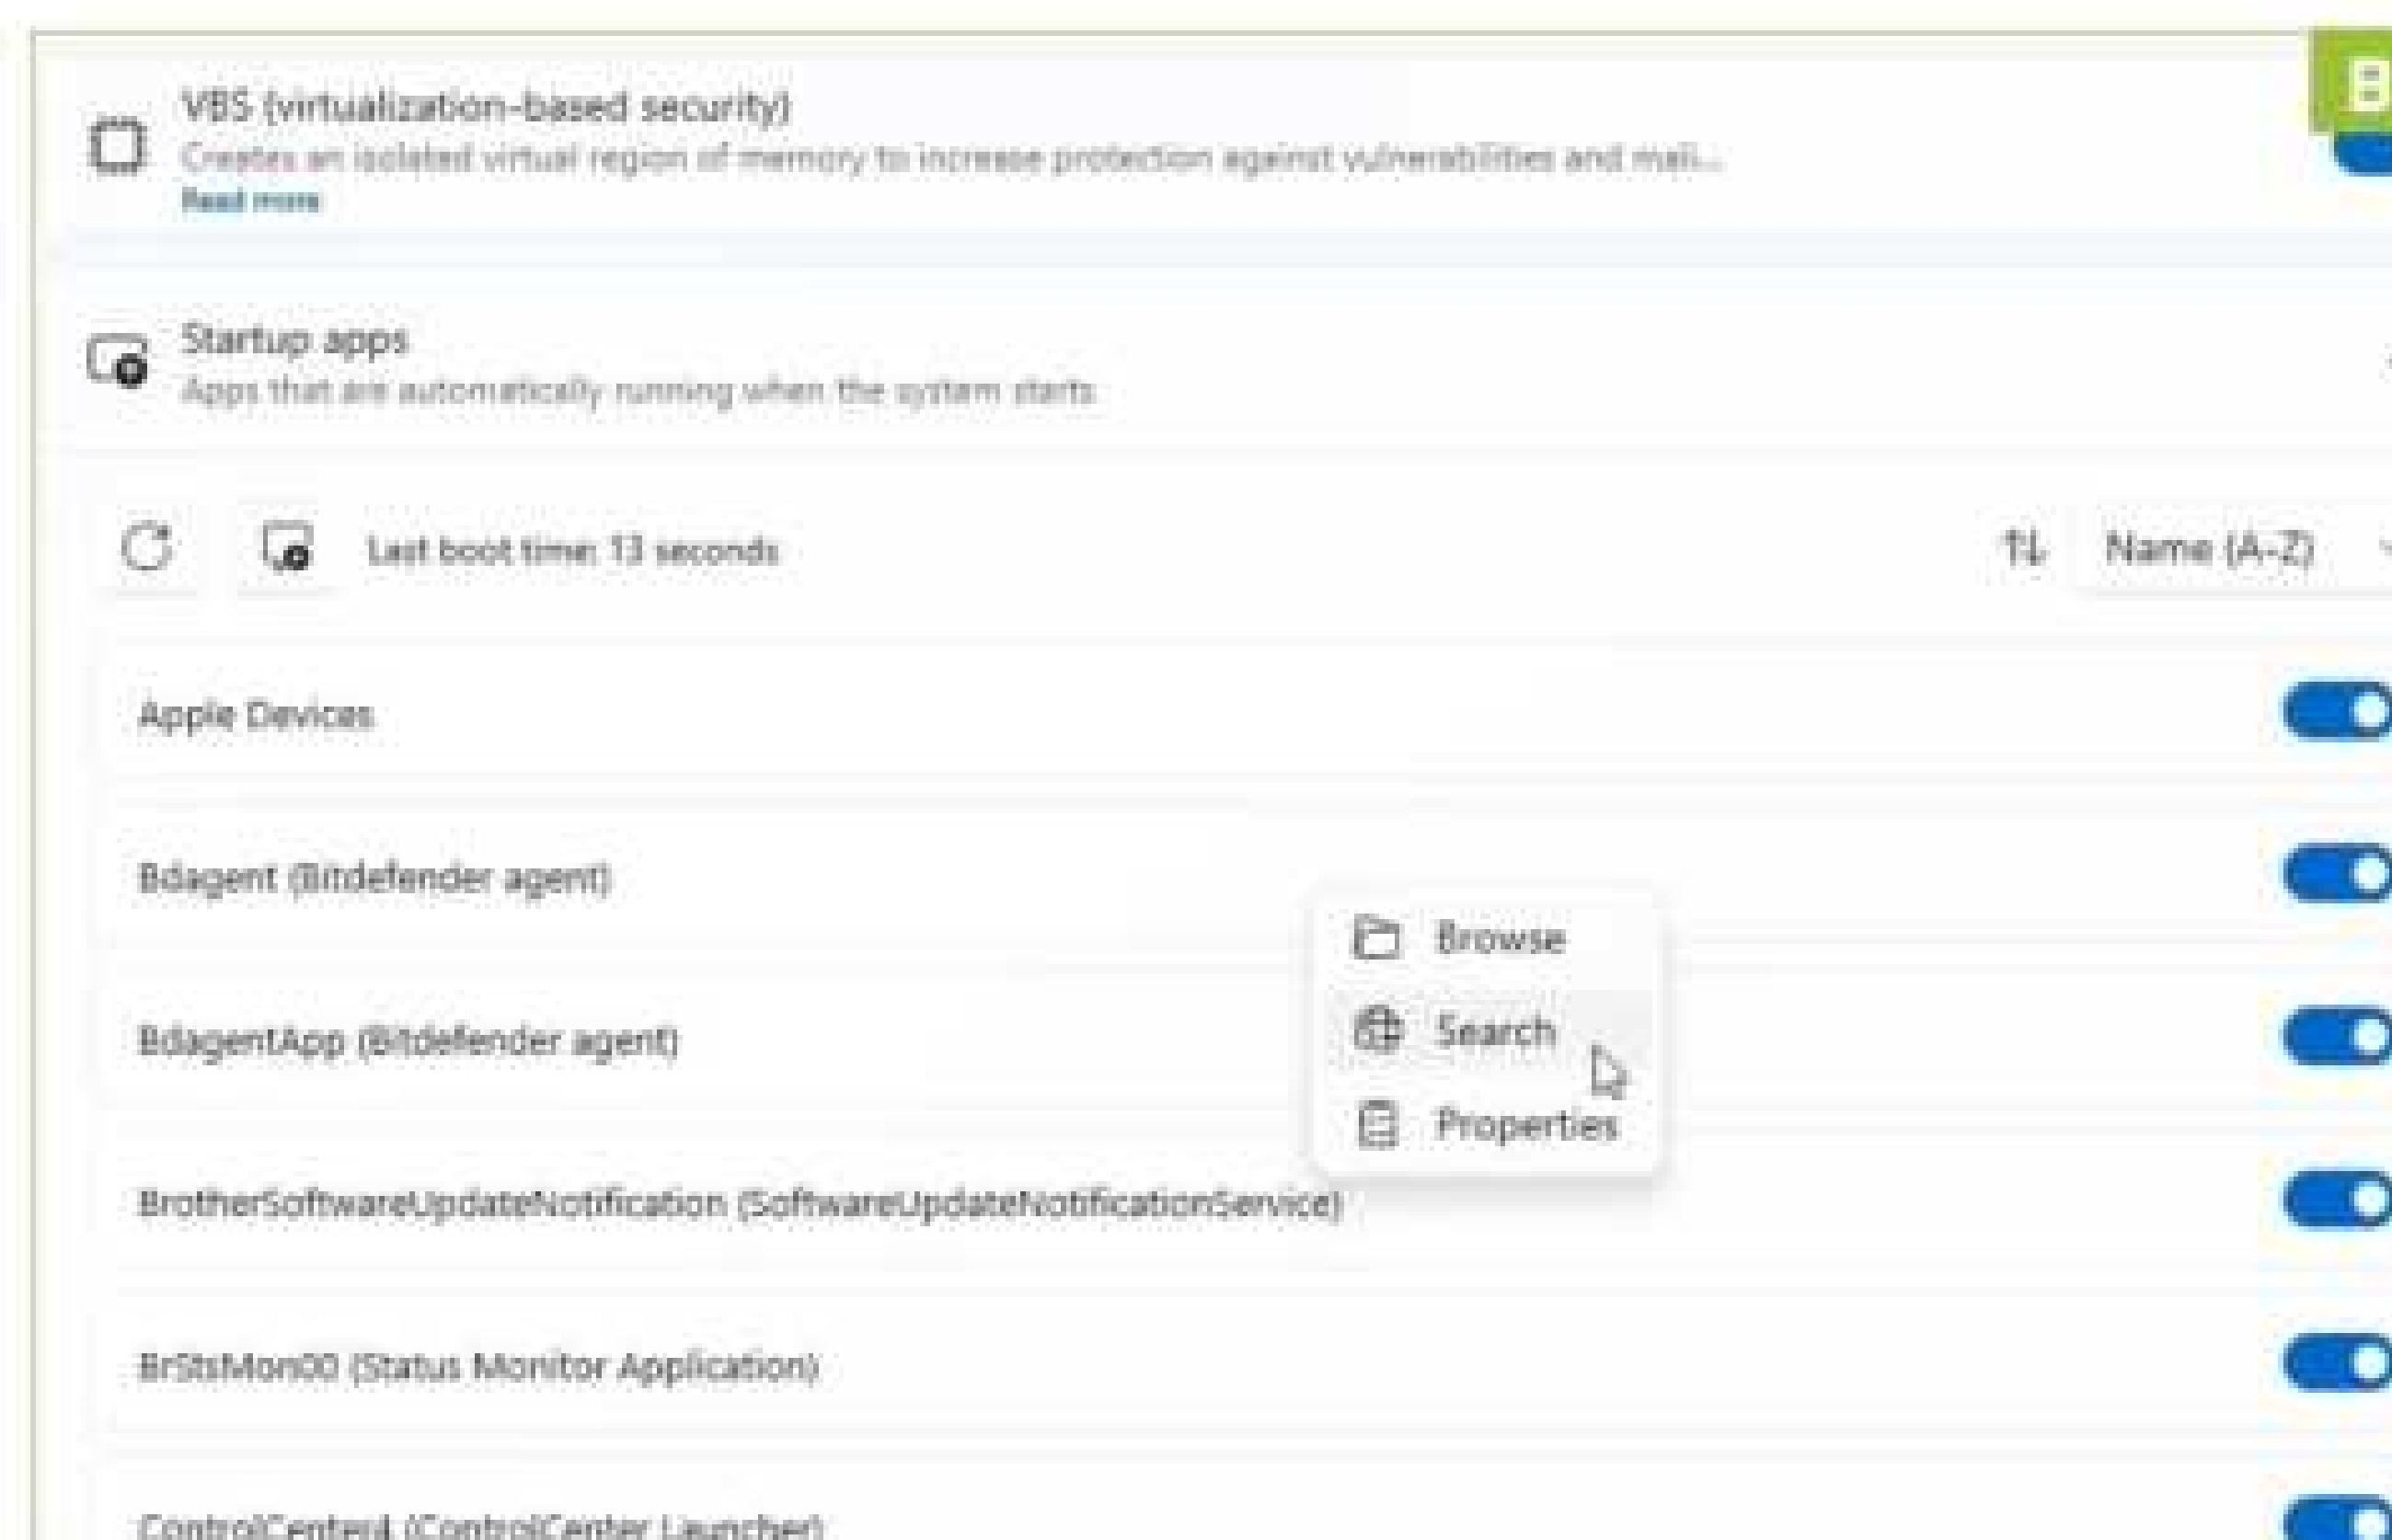 B
VBS (virtualization-based security)
Creates an isolated virtual region of memory to increase protection against vulnerabilities and mali...
Read more
Startup apps
Apps that are automatically running when the system starts
Last boot time: 13 seconds
Name (A-Z)
Apple Devices
Bdagent (Bitdefender agent)
Browse
Search
BdagentApp (Bitdefender agent)
Properties
BrotherSoftwareUpdateNotification (SoftwareUpdateNotificationService)
BrStsMon00 (Status Monitor Application)
ControlCenter4 (ControlCenter Launcher)